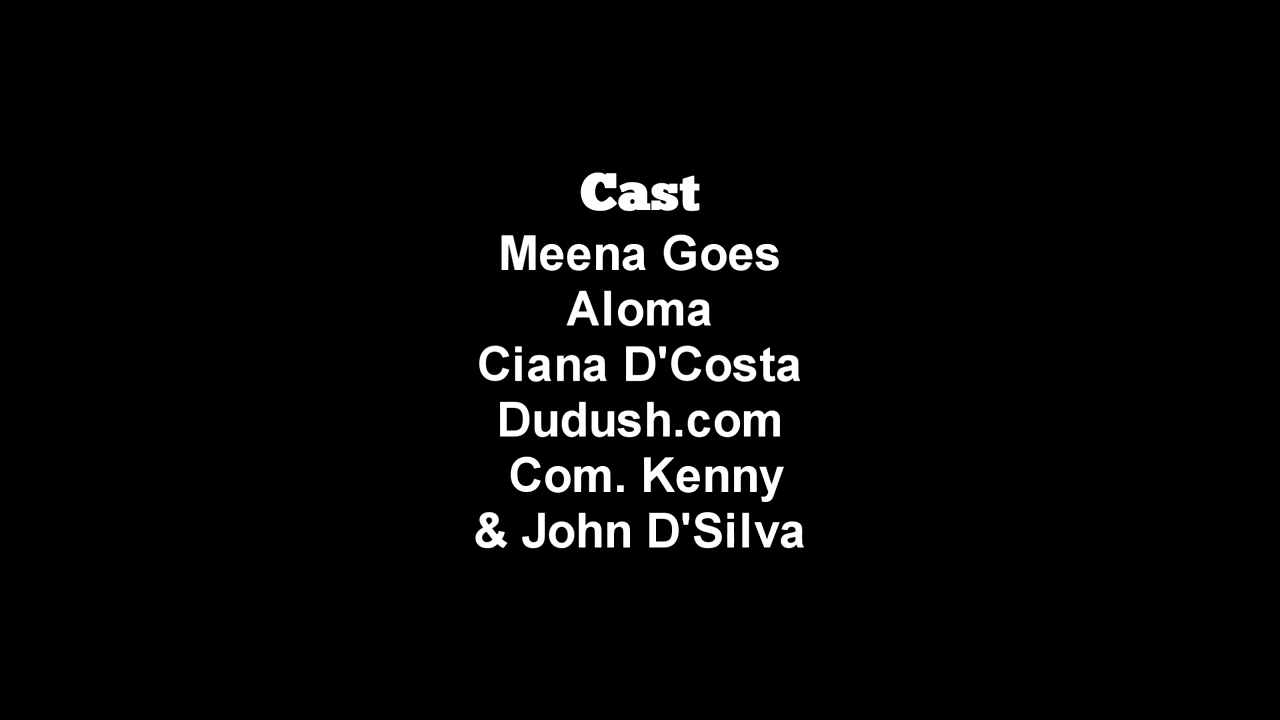 Cast
Meena Goes
Aloma
Ciana D'Costa
Dudush.com
Com. Kenny
& John D'Silva